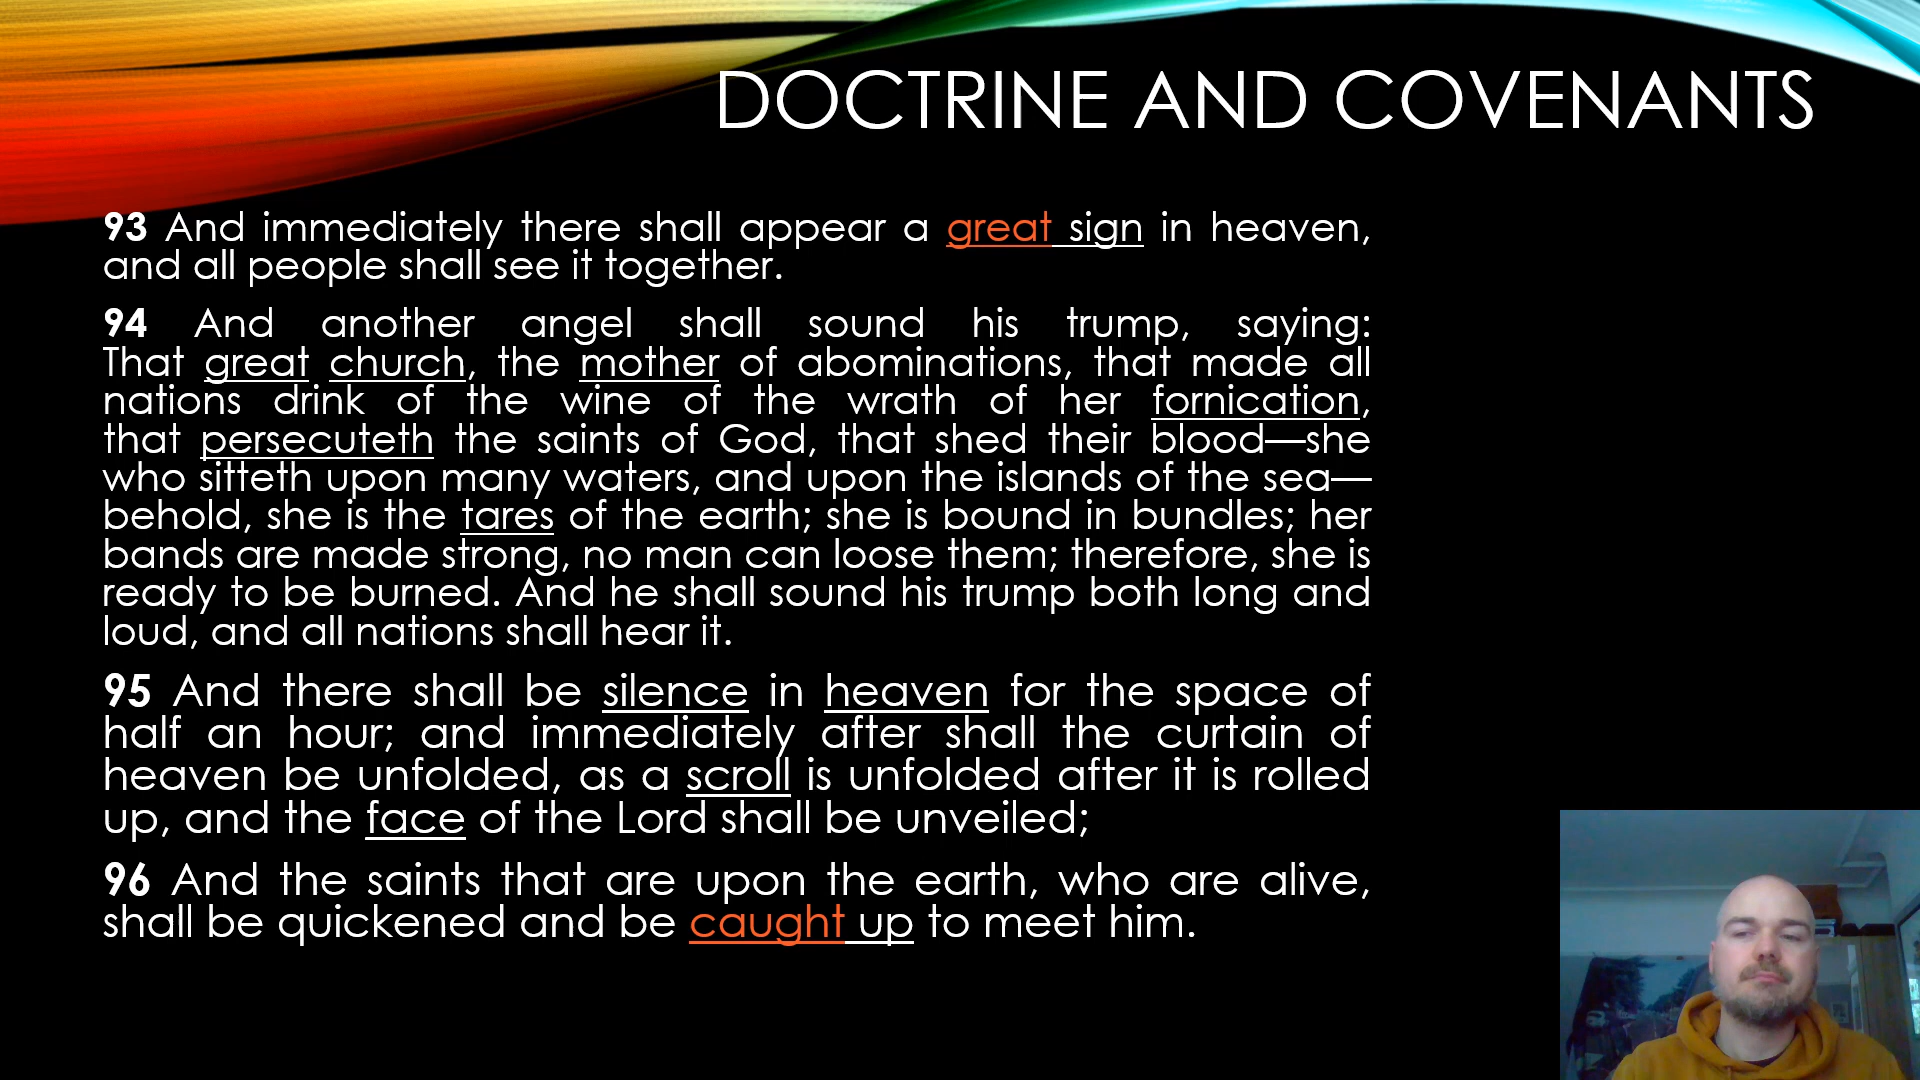 DOCTRINE AND COVENANTS
93 And immediately there shall appear a great sign in heaven,
and all people shall see it together.
94 And another angel shall sound his trump, saying:
That great church, the mother of abominations, that made all
nations drink of the wine of the wrath of her fornication,
that persecuteth the saints of God, that shed their blood—she
who sitteth upon many waters, and upon the islands of the sea—
behold, she is the tares of the earth; she is bound in bundles; her
bands are made strong, no man can loose them; therefore, she is
ready to be burned. And he shall sound his trump both long and
loud, and all nations shall hear it.
95 And there shall be silence in heaven for the space of
half an hour; and immediately after shall the curtain of
heaven be unfolded, as a scroll is unfolded after it is rolled
up, and the face of the Lord shall be unveiled;
96 And the saints that are upon the earth, who are alive,
shall be quickened and be caught up to meet him.